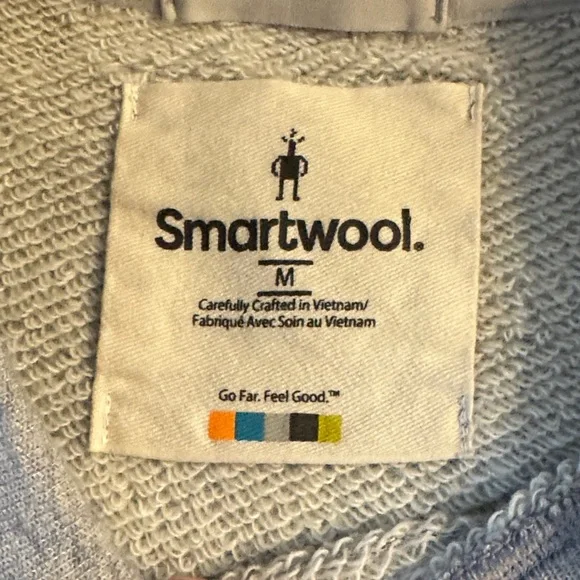 Smartwool.
M
Carefully Crafted in Vietnam/
Fabriqué Avec Soin au Vietnam
Go Far. Feel Good.™